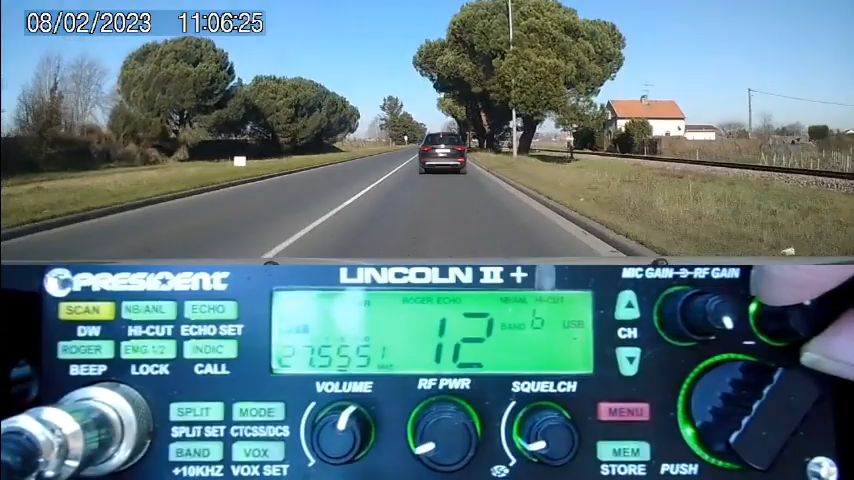 08/02/2023 11:06:25
PRESIDENT LINCOLN II + MIC GAIN RF GAIN
SCAN NB/ANL ECHO
DW HI-CUT ECHO SET
ROGER EMG 1/2 INDIC
BEEP LOCK CALL
ROGER ECHO NB/ANL HI-CUT
12 BAND 6 USB
27.555
CH
VOLUME RF PWR SQUELCH
SPLIT MODE MENU
SPLIT SET CTCSS/DCS
BAND VOX MEM
+10KHZ VOX SET STORE PUSH